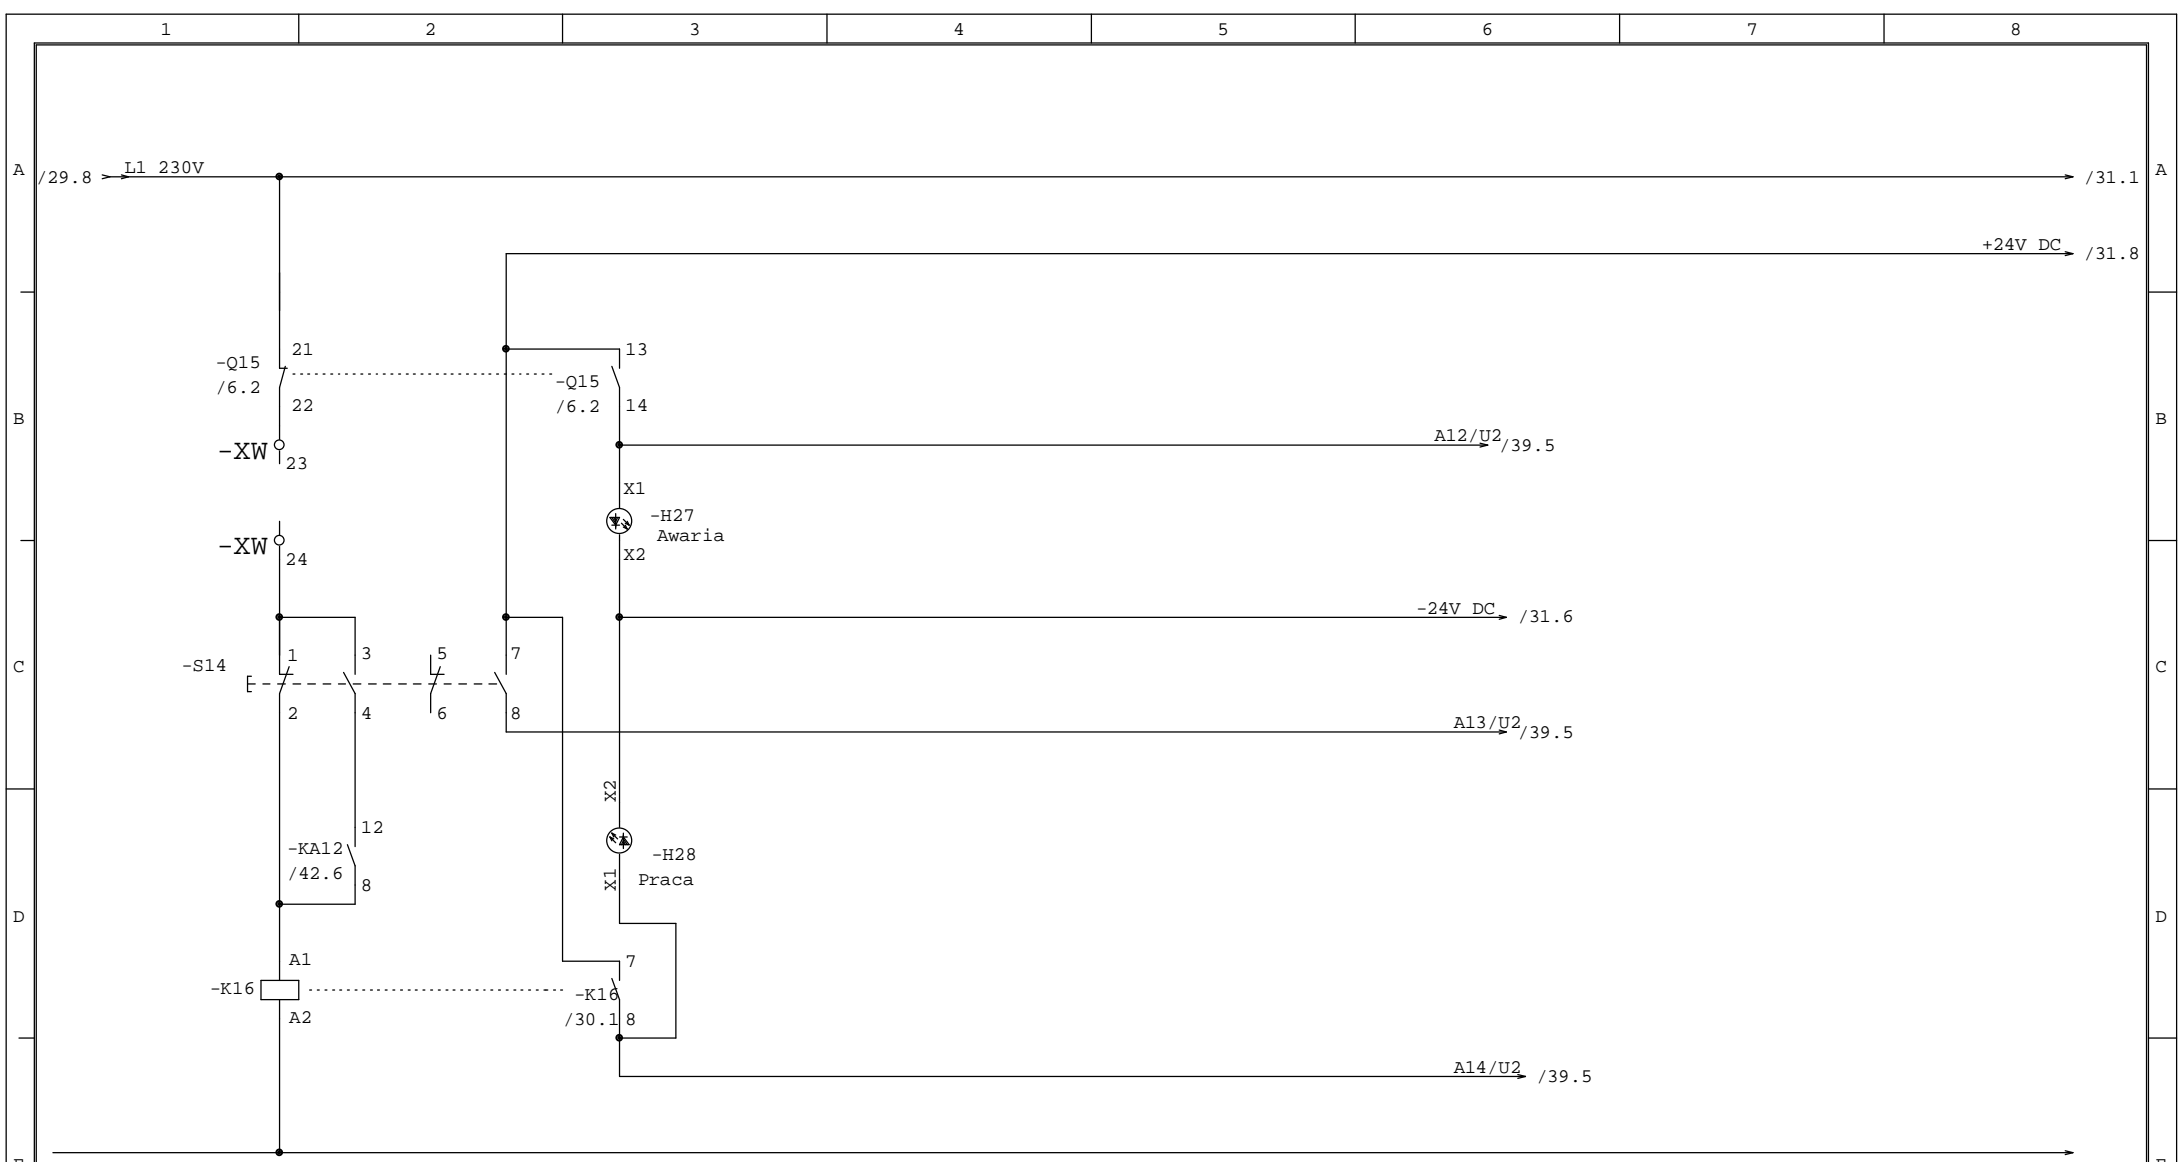 1 2 3 4 5 6 7 8
A A
/29.8 L1 230V /31.1
+24V DC /31.8
21 13
-Q15 -Q15
/6.2 /6.2
22 14
B B
A12/U2 /39.5
-XW
23
X1
-H27
Awaria
-XW X2
24
-24V DC /31.6
1 3 5 7
-S14
C C
2 4 6 8
A13/U2 /39.5
X2
12
-KA12
/42.6
8
-H28
X1 Praca
D D
A1 7
-K16 -K16
A2 /30.1 8
A14/U2 /39.5